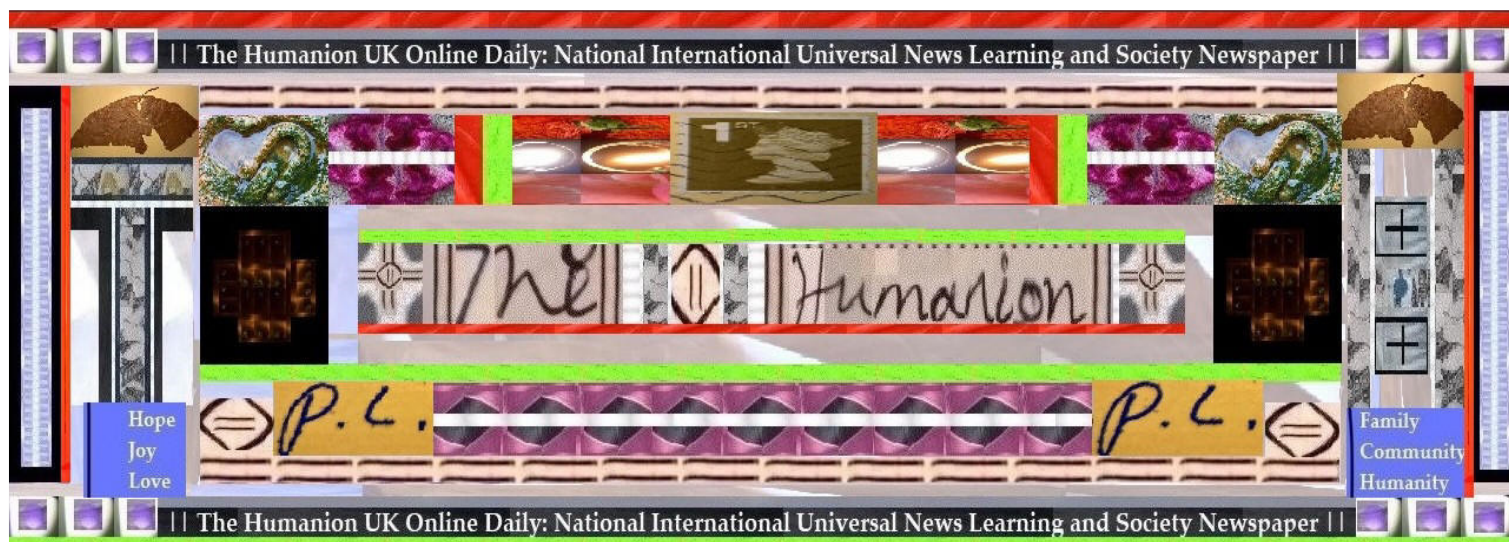 || The Humanion UK Online Daily: National International Universal News Learning and Society Newspaper ||
The Humanion
P.L. P.L.
Hope
Joy
Love
Family
Community
Humanity
|| The Humanion UK Online Daily: National International Universal News Learning and Society Newspaper ||